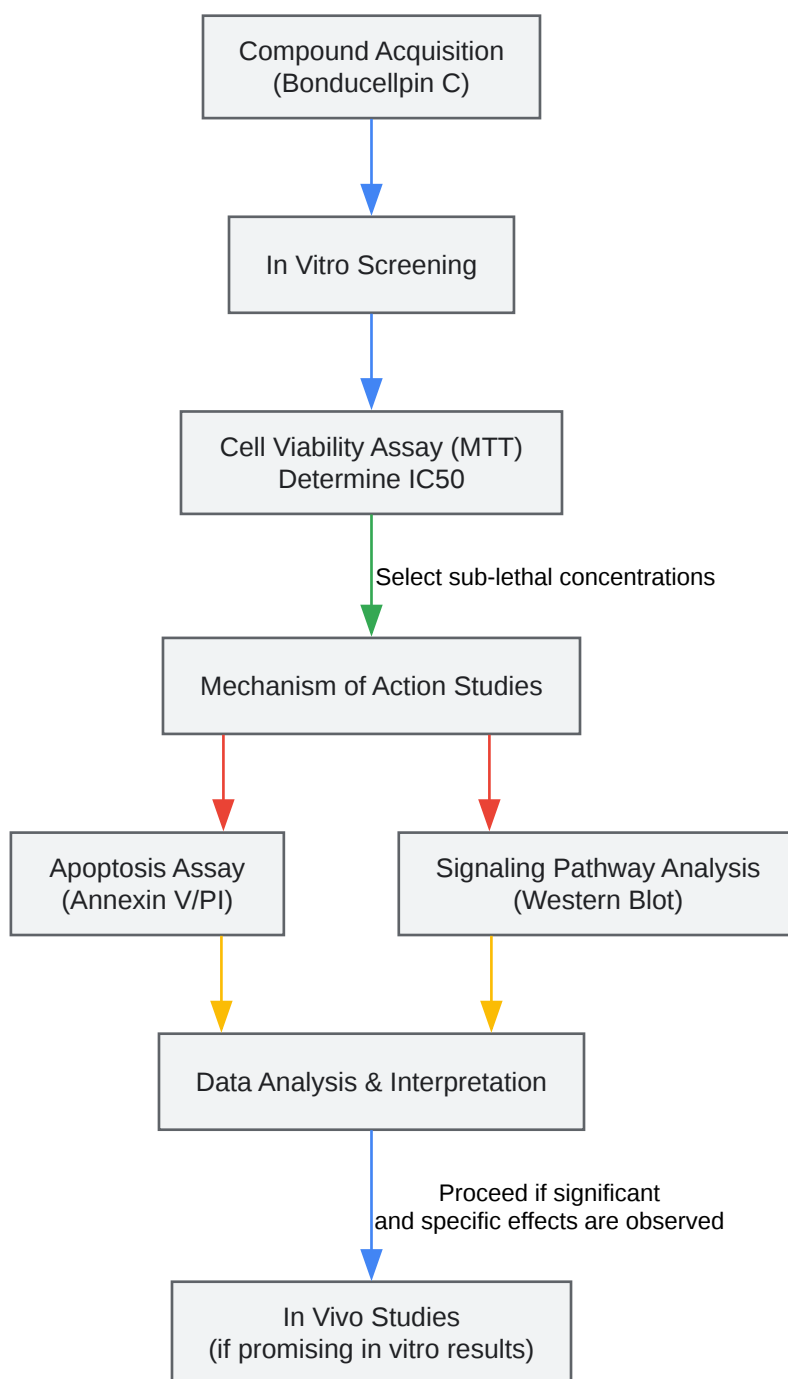 Compound Acquisition
(Bonducellpin C)
In Vitro Screening
Cell Viability Assay (MTT)
Determine IC50
Select sub-lethal concentrations
Mechanism of Action Studies
Apoptosis Assay
(Annexin V/PI)
Signaling Pathway Analysis
(Western Blot)
Data Analysis & Interpretation
Proceed if significant
and specific effects are observed
In Vivo Studies
(if promising in vitro results)